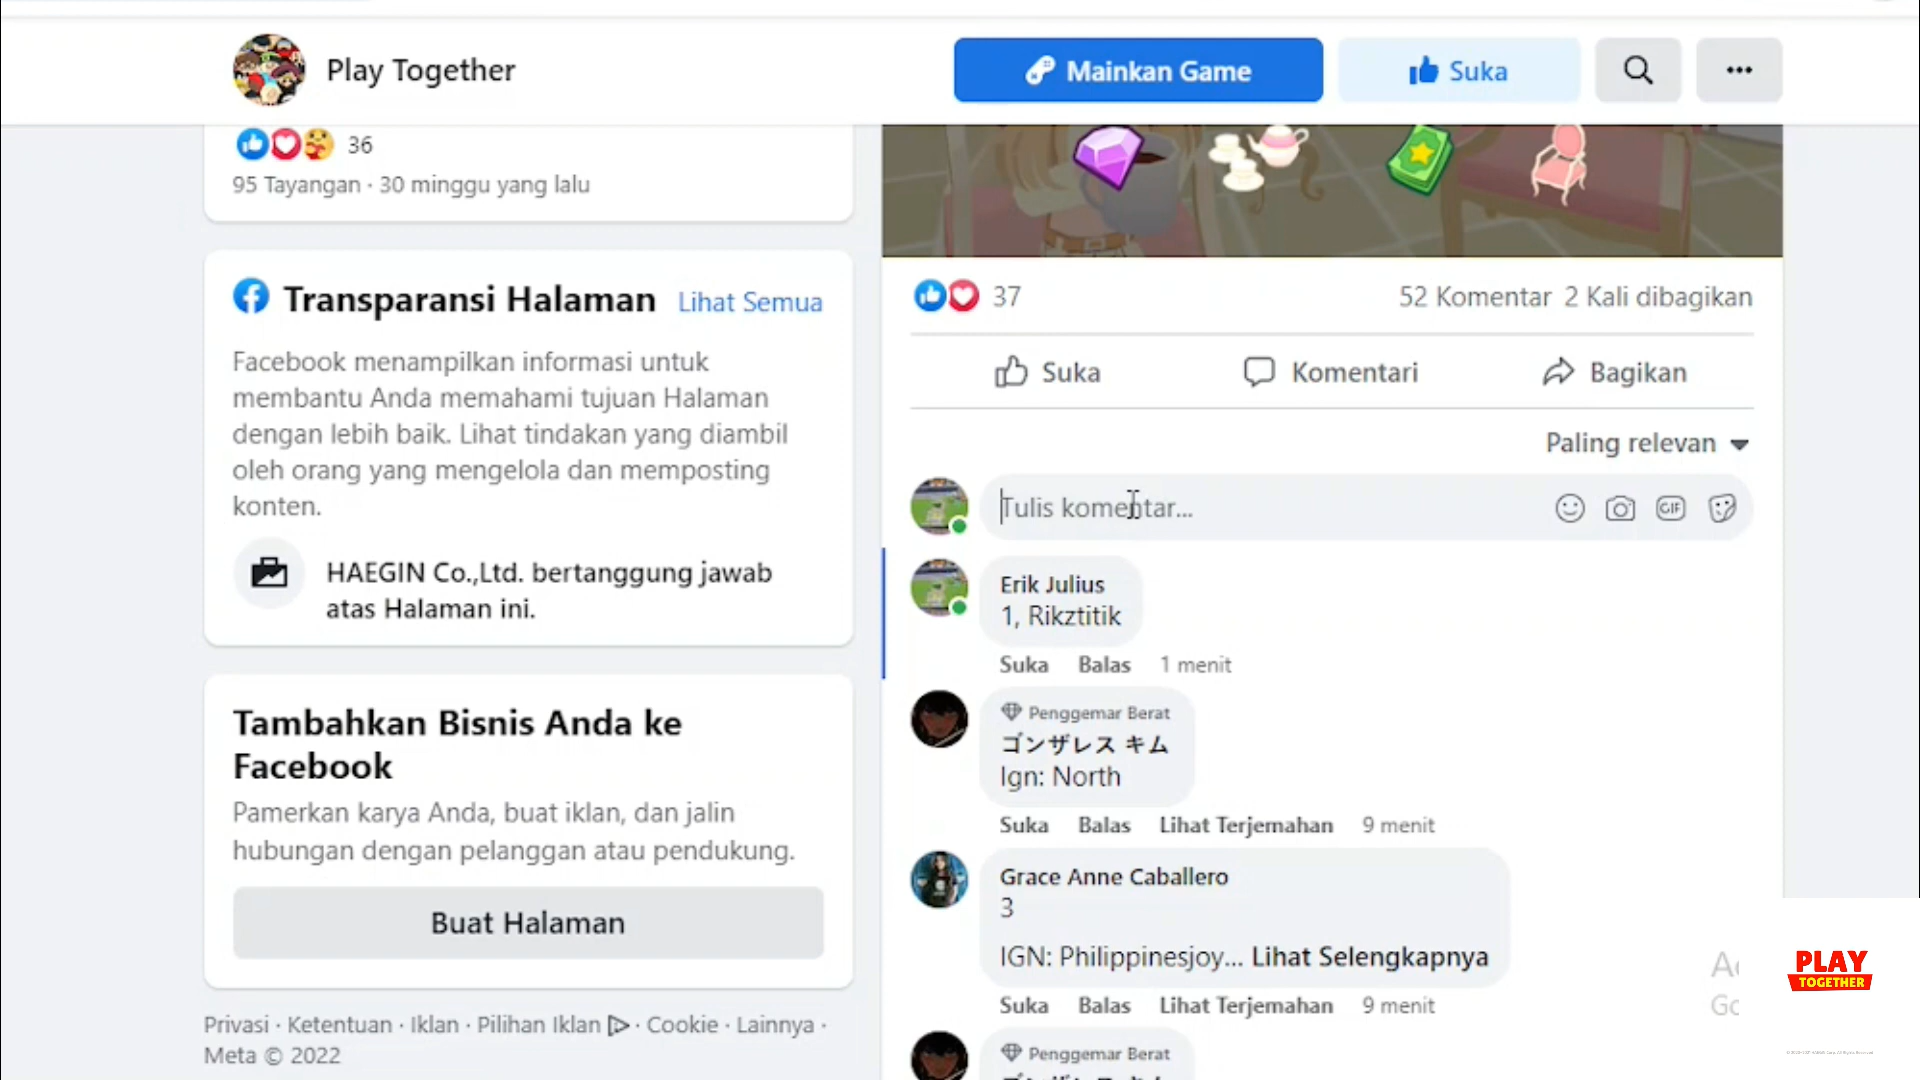 Play Together
Mainkan Game
Suka
36
95 Tayangan · 30 minggu yang lalu
Transparansi Halaman
Lihat Semua
Facebook menampilkan informasi untuk
membantu Anda memahami tujuan Halaman
dengan lebih baik. Lihat tindakan yang diambil
oleh orang yang mengelola dan memposting
konten.
HAEGIN Co.,Ltd. bertanggung jawab
atas Halaman ini.
Tambahkan Bisnis Anda ke
Facebook
Pamerkan karya Anda, buat iklan, dan jalin
hubungan dengan pelanggan atau pendukung.
Buat Halaman
Privasi · Ketentuan · Iklan · Pilihan Iklan · Cookie · Lainnya ·
Meta © 2022
37
52 Komentar 2 Kali dibagikan
Suka Komentari Bagikan
Paling relevan
Tulis komentar...
GIF
Erik Julius
1, Rikztitik
Suka Balas 1 menit
Penggemar Berat
ゴンザレス キム
Ign: North
Suka Balas Lihat Terjemahan 9 menit
Grace Anne Caballero
3
IGN: Philippinesjoy... Lihat Selengkapnya
Suka Balas Lihat Terjemahan 9 menit
Penggemar Berat
PLAY
TOGETHER